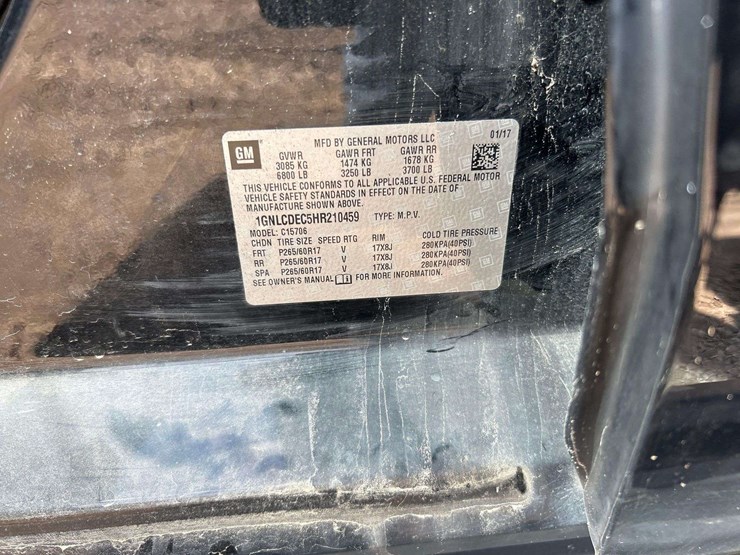 MFD BY GENERAL MOTORS LLC 01/17
GM GVWR GAWR FRT GAWR RR
3085 KG 1474 KG 1678 KG
6800 LB 3250 LB 3700 LB
THIS VEHICLE CONFORMS TO ALL APPLICABLE U.S. FEDERAL MOTOR
VEHICLE SAFETY STANDARDS IN EFFECT ON THE DATE OF
MANUFACTURE SHOWN ABOVE.
1GNLCDEC5HR210459 TYPE: M.P.V.
MODEL: C15706
CHDN TIRE SIZE SPEED RTG RIM COLD TIRE PRESSURE
FRT P265/60R17 V 17X8J 280KPA(40PSI)
RR P265/60R17 V 17X8J 280KPA(40PSI)
SPA P265/60R17 V 17X8J 280KPA(40PSI)
SEE OWNER'S MANUAL FOR MORE INFORMATION.